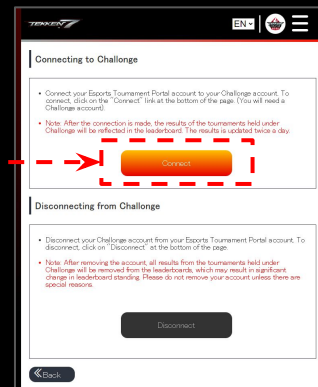 TEKKEN 7
EN
Connecting to Challonge
• Connect your Esports Tournament Portal account to your Challonge account. To
connect, click on the "Connect" link at the bottom of the page. (You will need a
Challonge account).
• Note: After the connection is made, the results of the tournaments held under
Challonge will be reflected in the leaderboard. The results is updated twice a day.
Connect
Disconnecting from Challonge
• Disconnect your Challonge account from your Esports Tournament Portal account. To
disconnect, click on "Disconnect" at the bottom of the page.
• Note: After removing the account, all results from the tournaments held under
Challonge will be removed from the leaderboards, which may result in significant
change in leaderboard standing. Please do not remove your account unless there are
special reasons.
Disconnect
≪Back